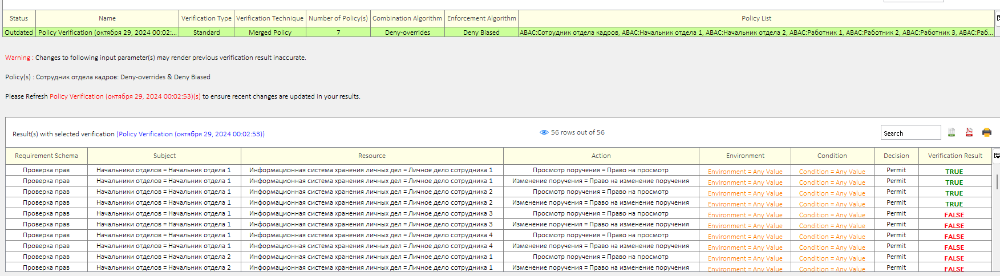 Status Name Verification Type Verification Technique Number of Policy(s) Combination Algorithm Enforcement Algorithm Policy List
Outdated Policy Verification (октября 29, 2024 00:02:... Standard Merged Policy 7 Deny-overrides Deny Biased ABAC:Сотрудник отдела кадров, ABAC:Начальник отдела 1, ABAC:Начальник отдела 2, ABAC:Работник 1, ABAC:Работник 2, ABAC:Работник 3, ABAC:Раб...
Warning : Changes to following input parameter(s) may render previous verification result inaccurate.
Policy(s) : Сотрудник отдела кадров: Deny-overrides & Deny Biased
Please Refresh Policy Verification (октября 29, 2024 00:02:53)(s) to ensure recent changes are updated in your results.
Result(s) with selected verification (Policy Verification (октября 29, 2024 00:02:53)) 56 rows out of 56 Search
Requirement Schema Subject Resource Action Environment Condition Decision Verification Result
Проверка прав Начальники отделов = Начальник отдела 1 Информационная система хранения личных дел = Личное дело сотрудника 1 Просмотр поручения = Право на просмотр Environment = Any Value Condition = Any Value Permit TRUE
Проверка прав Начальники отделов = Начальник отдела 1 Информационная система хранения личных дел = Личное дело сотрудника 1 Изменение поручения = Право на изменение поручения Environment = Any Value Condition = Any Value Permit TRUE
Проверка прав Начальники отделов = Начальник отдела 1 Информационная система хранения личных дел = Личное дело сотрудника 2 Просмотр поручения = Право на просмотр Environment = Any Value Condition = Any Value Permit TRUE
Проверка прав Начальники отделов = Начальник отдела 1 Информационная система хранения личных дел = Личное дело сотрудника 2 Изменение поручения = Право на изменение поручения Environment = Any Value Condition = Any Value Permit TRUE
Проверка прав Начальники отделов = Начальник отдела 1 Информационная система хранения личных дел = Личное дело сотрудника 3 Просмотр поручения = Право на просмотр Environment = Any Value Condition = Any Value Permit FALSE
Проверка прав Начальники отделов = Начальник отдела 1 Информационная система хранения личных дел = Личное дело сотрудника 3 Изменение поручения = Право на изменение поручения Environment = Any Value Condition = Any Value Permit FALSE
Проверка прав Начальники отделов = Начальник отдела 1 Информационная система хранения личных дел = Личное дело сотрудника 4 Просмотр поручения = Право на просмотр Environment = Any Value Condition = Any Value Permit FALSE
Проверка прав Начальники отделов = Начальник отдела 1 Информационная система хранения личных дел = Личное дело сотрудника 4 Изменение поручения = Право на изменение поручения Environment = Any Value Condition = Any Value Permit FALSE
Проверка прав Начальники отделов = Начальник отдела 2 Информационная система хранения личных дел = Личное дело сотрудника 1 Просмотр поручения = Право на просмотр Environment = Any Value Condition = Any Value Permit FALSE
Проверка прав Начальники отделов = Начальник отдела 2 Информационная система хранения личных дел = Личное дело сотрудника 1 Изменение поручения = Право на изменение поручения Environment = Any Value Condition = Any Value Permit FALSE